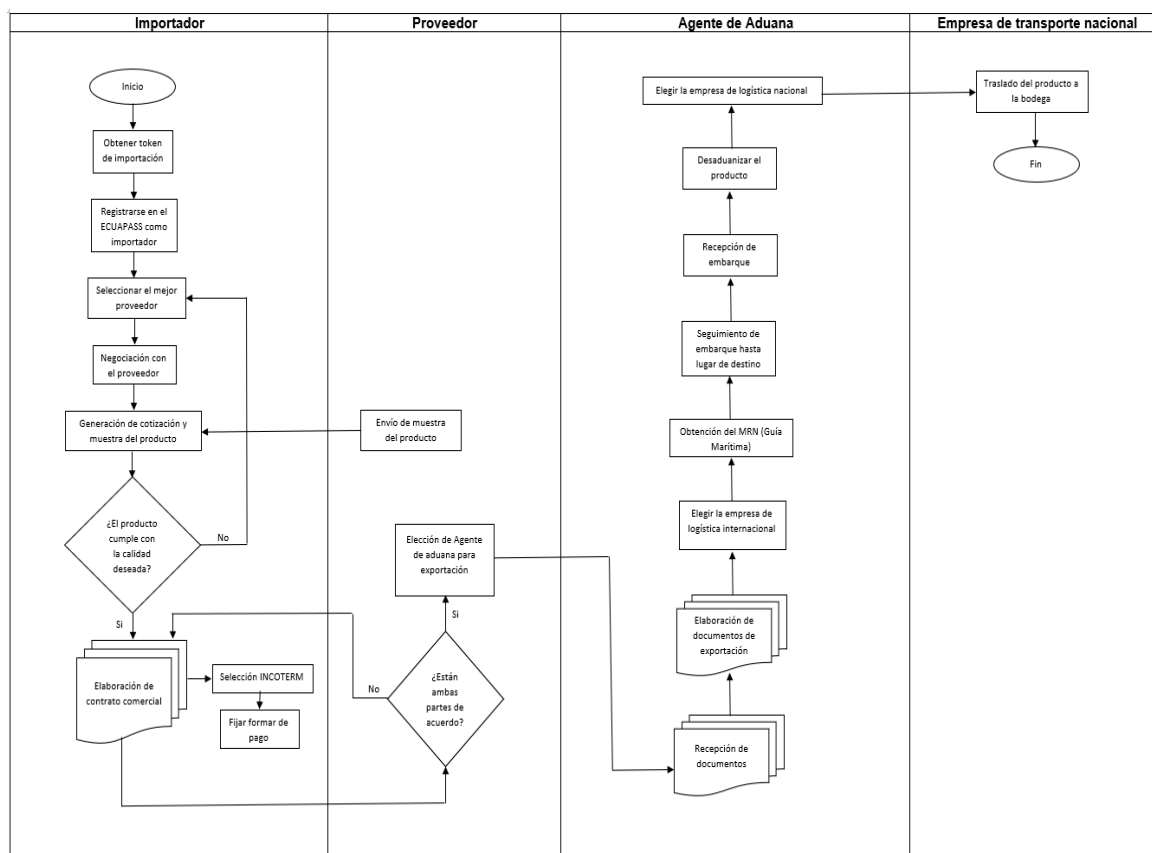 Importador
Proveedor
Agente de Aduana
Empresa de transporte nacional
Inicio
Obtener token
de importación
Registrarse en el
ECUAPASS como
importador
Seleccionar el mejor
proveedor
Negociación con
el proveedor
Generación de cotización y
muestra del producto
Envío de muestra
del producto
¿El producto
cumple con
la calidad
deseada?
No
Si
Elaboración de
contrato comercial
Selección INCOTERM
Fijar formar de
pago
Elección de Agente
de aduana para
exportación
Si
No
¿Están
ambas
partes de
acuerdo?
Elegir la empresa de logística nacional
Desaduanizar el
producto
Recepción de
embarque
Seguimiento de
embarque hasta
lugar de destino
Obtención del MRN (Guía
Marítima)
Elegir la empresa de
logística internacional
Elaboración de
documentos de
exportación
Recepción de
documentos
Traslado del producto a
la bodega
Fin